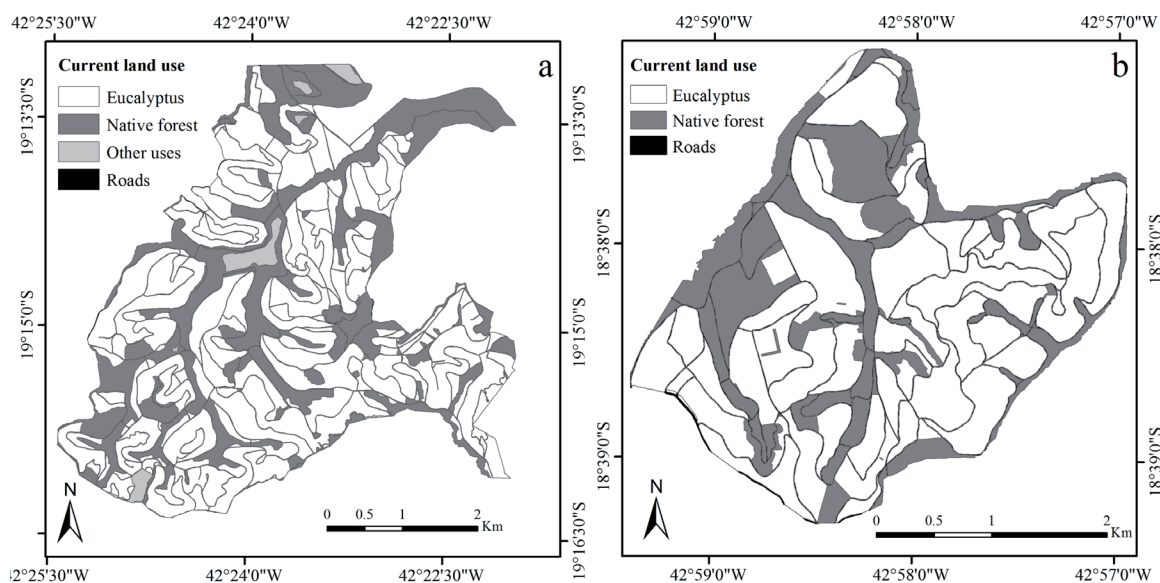 42°25'30"W 42°24'0"W 42°22'30"W
a
Current land use
Eucalyptus
Native forest
Other uses
Roads
19°13'30"S
19°15'0"S
19°13'30"S
19°15'0"S
19°16'30"S
N
0 0.5 1 2
Km
42°25'30"W 42°24'0"W 42°22'30"W
42°59'0"W 42°58'0"W 42°57'0"W
b
Current land use
Eucalyptus
Native forest
Roads
18°38'0"S
18°39'0"S
18°38'0"S
18°39'0"S
N
0 0.5 1 2
Km
42°59'0"W 42°58'0"W 42°57'0"W